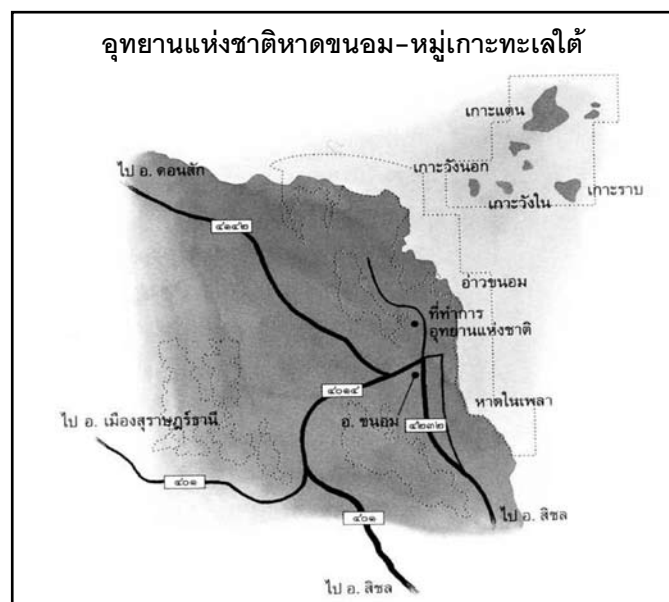 อุทยานแห่งชาติหาดขนอม-หมู่เกาะทะเลใต้
เกาะแตน
ไป อ. ดอนสัก
เกาะวังนอก
เกาะวังใน
เกาะราบ
๔๑๔๒
อ่าวขนอม
ที่ทำการ
อุทยานแห่งชาติ
๔๐๑๔
หาดในเพลา
ไป อ. เมืองสุราษฎร์ธานี
อ. ขนอม
๔๒๓๒
๔๐๑
๔๐๑
ไป อ. สิชล
ไป อ. สิชล